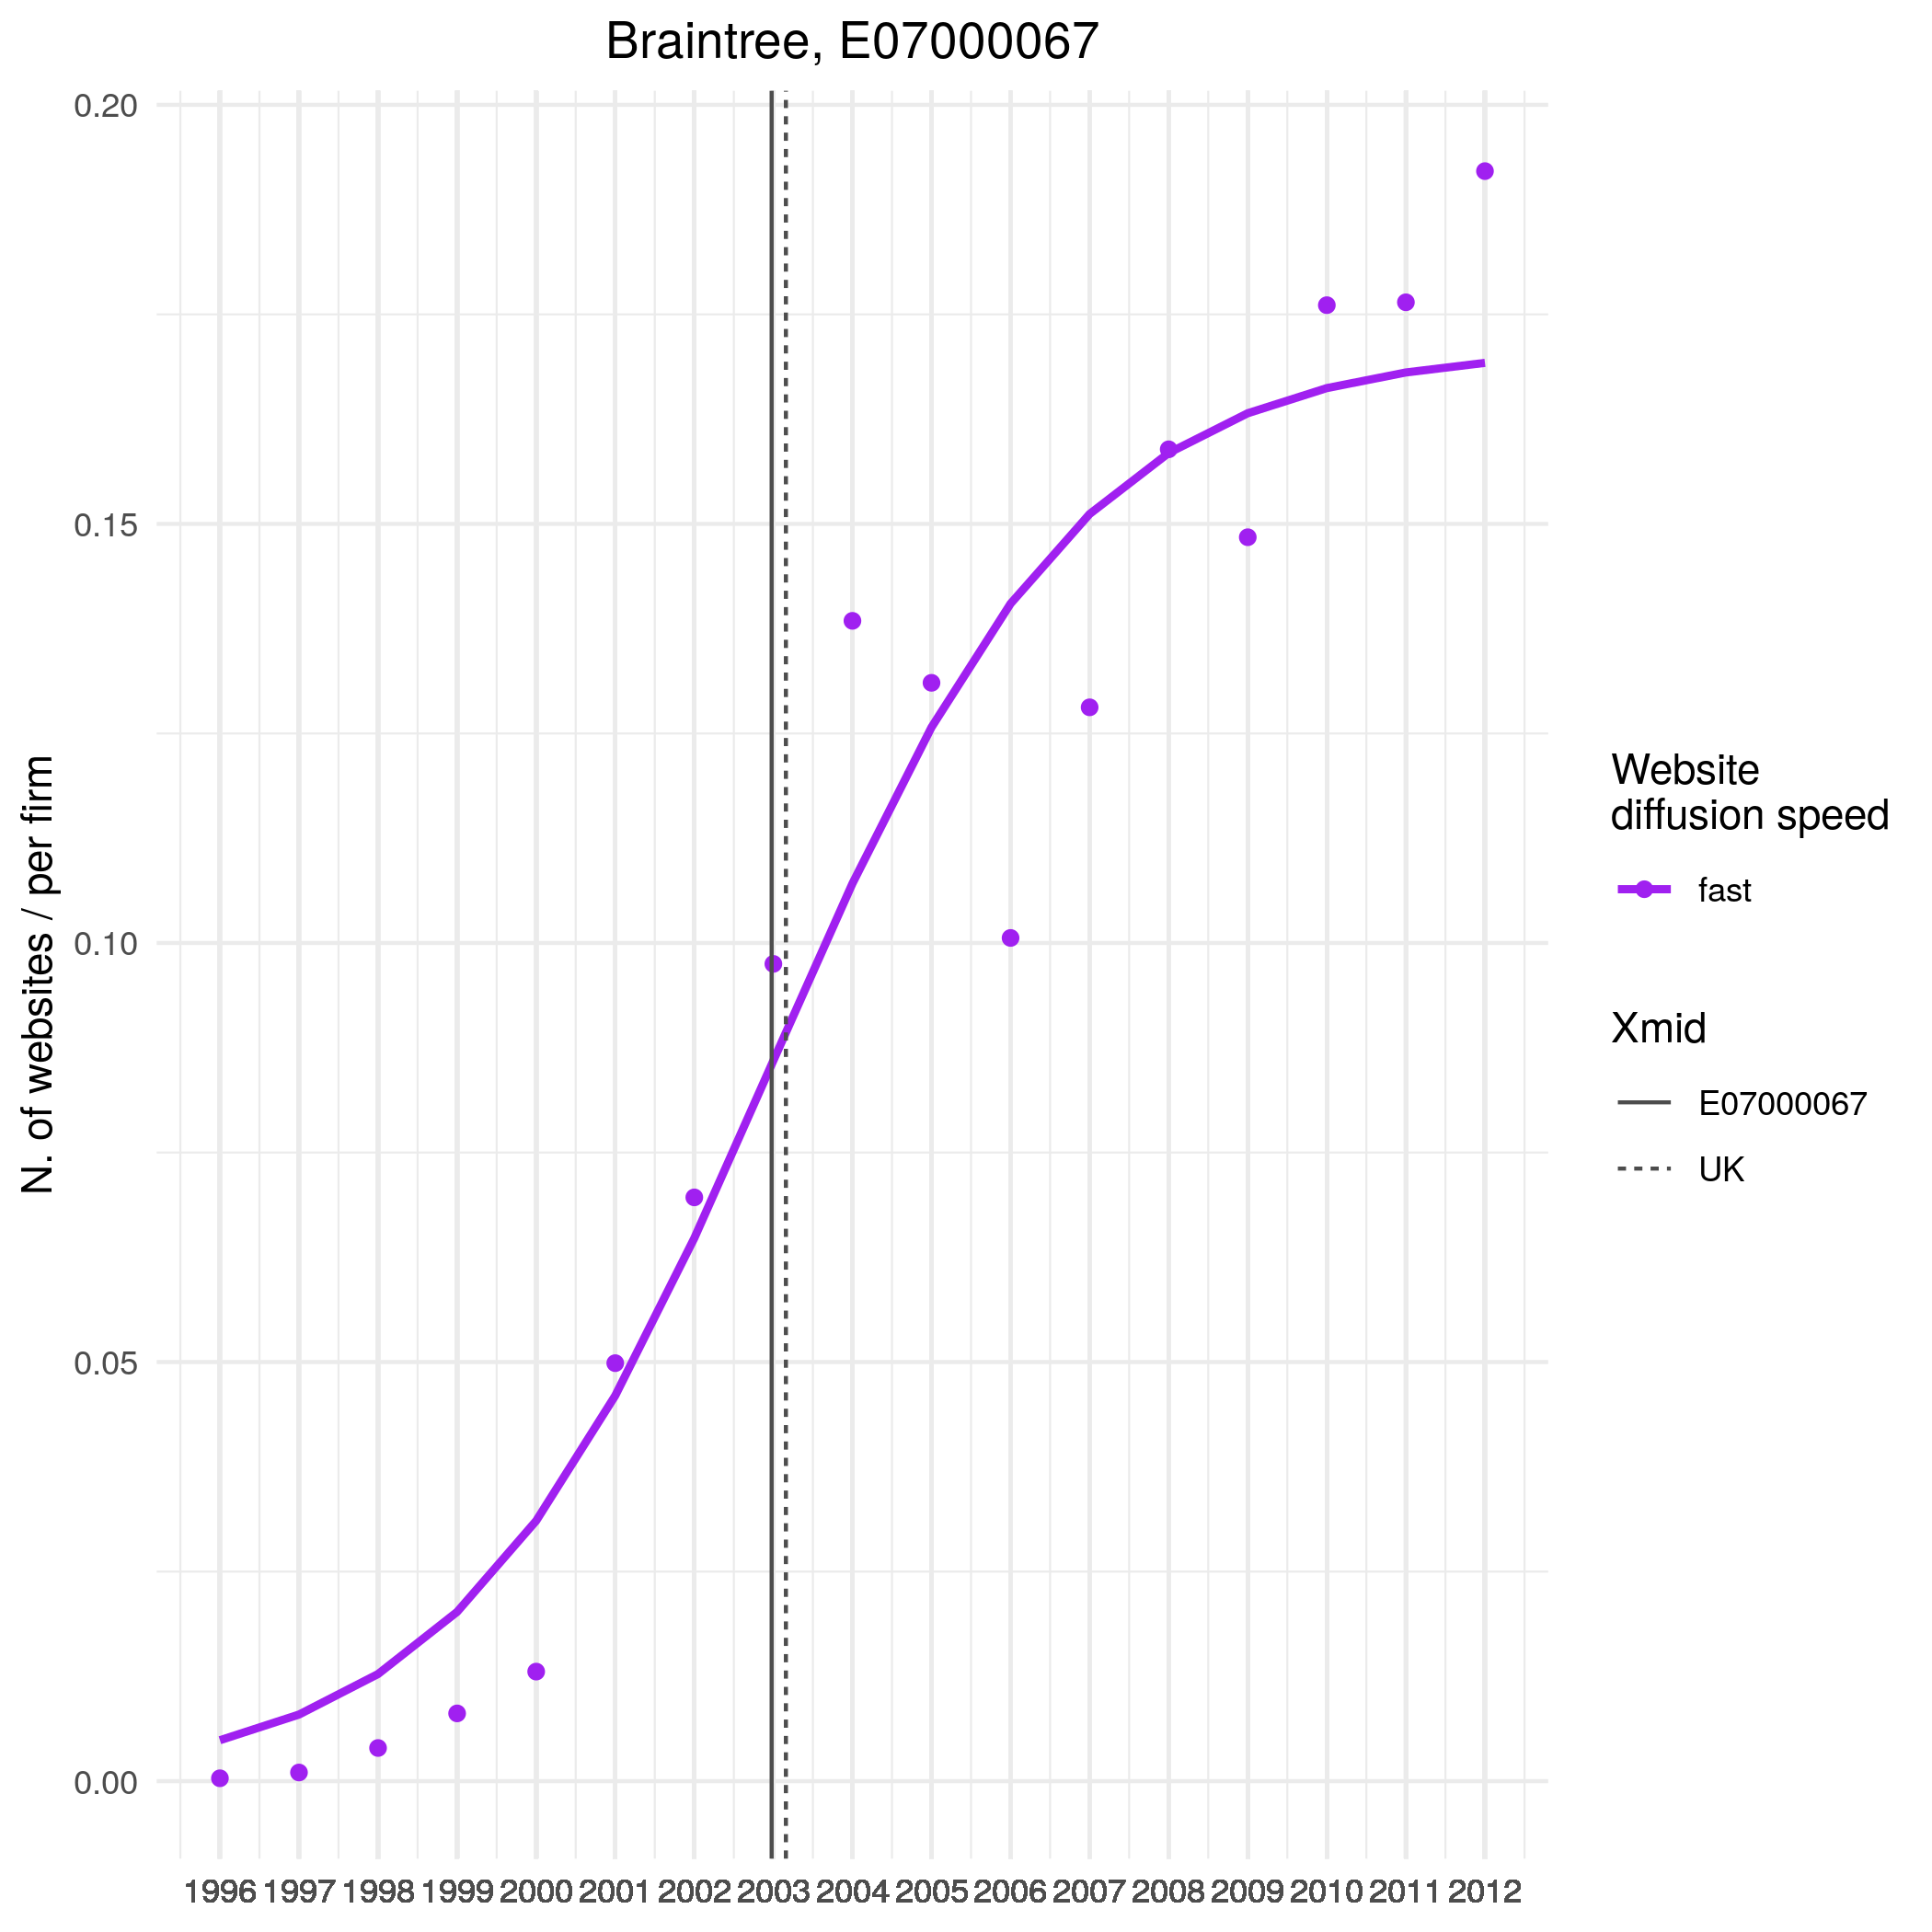 Braintree, E07000067
0.20
0.15
0.10
0.05
0.00
N. of websites / per firm
1996 1997 1998 1999 2000 2001 2002 2003 2004 2005 2006 2007 2008 2009 2010 2011 2012
Website
diffusion speed
fast
Xmid
E07000067
UK